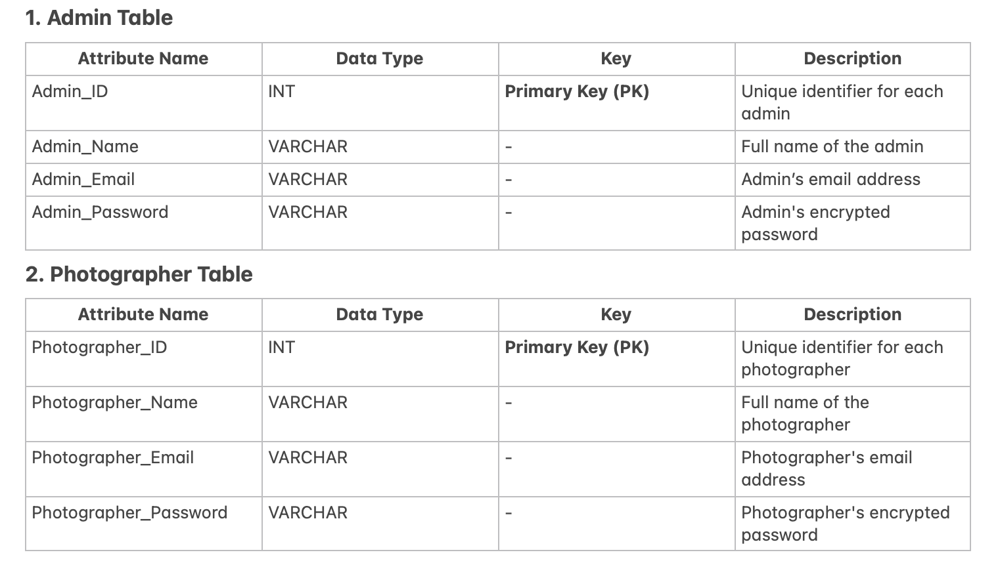 1. Admin Table
Attribute Name Data Type Key Description
Admin_ID INT Primary Key (PK) Unique identifier for each
admin
Admin_Name VARCHAR - Full name of the admin
Admin_Email VARCHAR - Admin’s email address
Admin_Password VARCHAR - Admin's encrypted
password
2. Photographer Table
Attribute Name Data Type Key Description
Photographer_ID INT Primary Key (PK) Unique identifier for each
photographer
Photographer_Name VARCHAR - Full name of the
photographer
Photographer_Email VARCHAR - Photographer's email
address
Photographer_Password VARCHAR - Photographer's encrypted
password